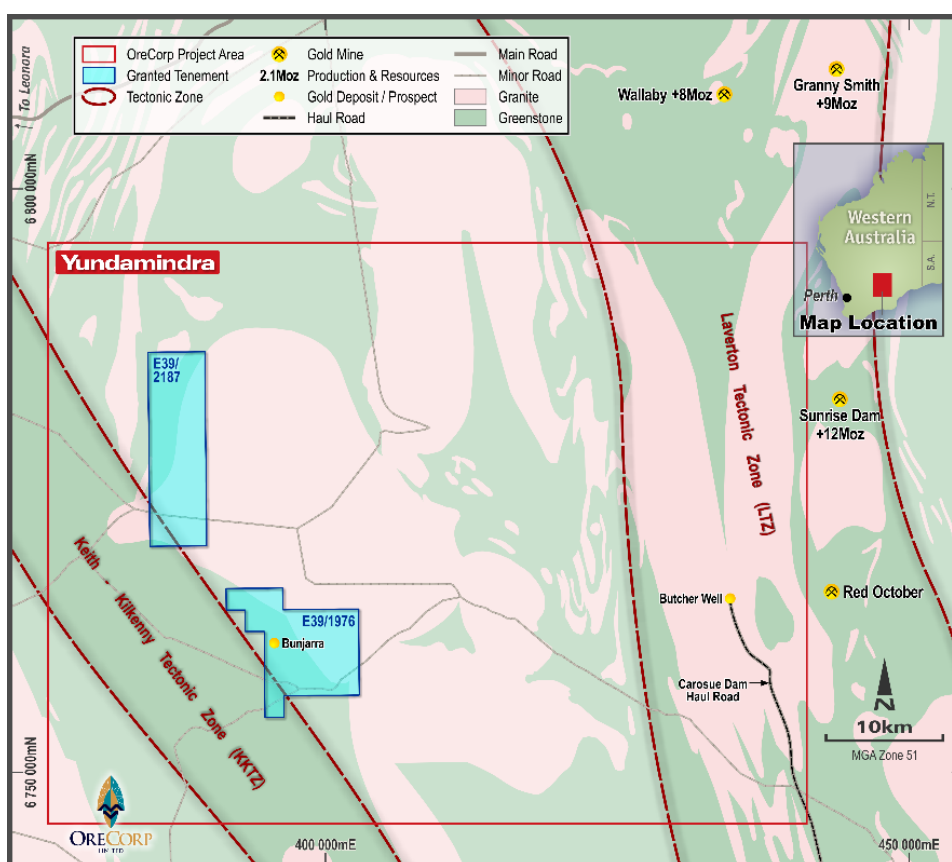 OreCorp Project Area
Granted Tenement
Tectonic Zone
Gold Mine
2.1Moz Production & Resources
Gold Deposit / Prospect
Haul Road
Main Road
Minor Road
Granite
Greenstone
To Leonara
6 800 000mN
Wallaby +8Moz
Granny Smith
+9Moz
Western
Australia
N.T.
S.A.
Perth
Map Location
Yundamindra
E39/
2187
Laverton Tectonic Zone (LTZ)
Sunrise Dam
+12Moz
Keith - Kilkenny Tectonic Zone (KKTZ)
E39/1976
Bunjarra
Butcher Well
Red October
Carosue Dam
Haul Road
N
10km
MGA Zone 51
6 750 000mN
ORECORP
LIMITED
400 000mE
450 000mE